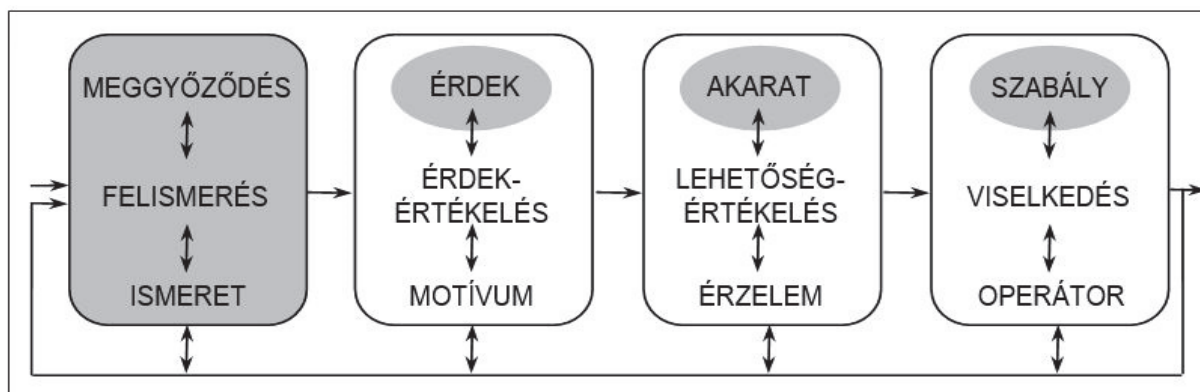 MEGGYŐZŐDÉS
FELISMERÉS
ISMERET
ÉRDEK
ÉRDEK-
ÉRTÉKELÉS
MOTÍVUM
AKARAT
LEHETŐSÉG-
ÉRTÉKELÉS
ÉRZELEM
SZABÁLY
VISELKEDÉS
OPERÁTOR